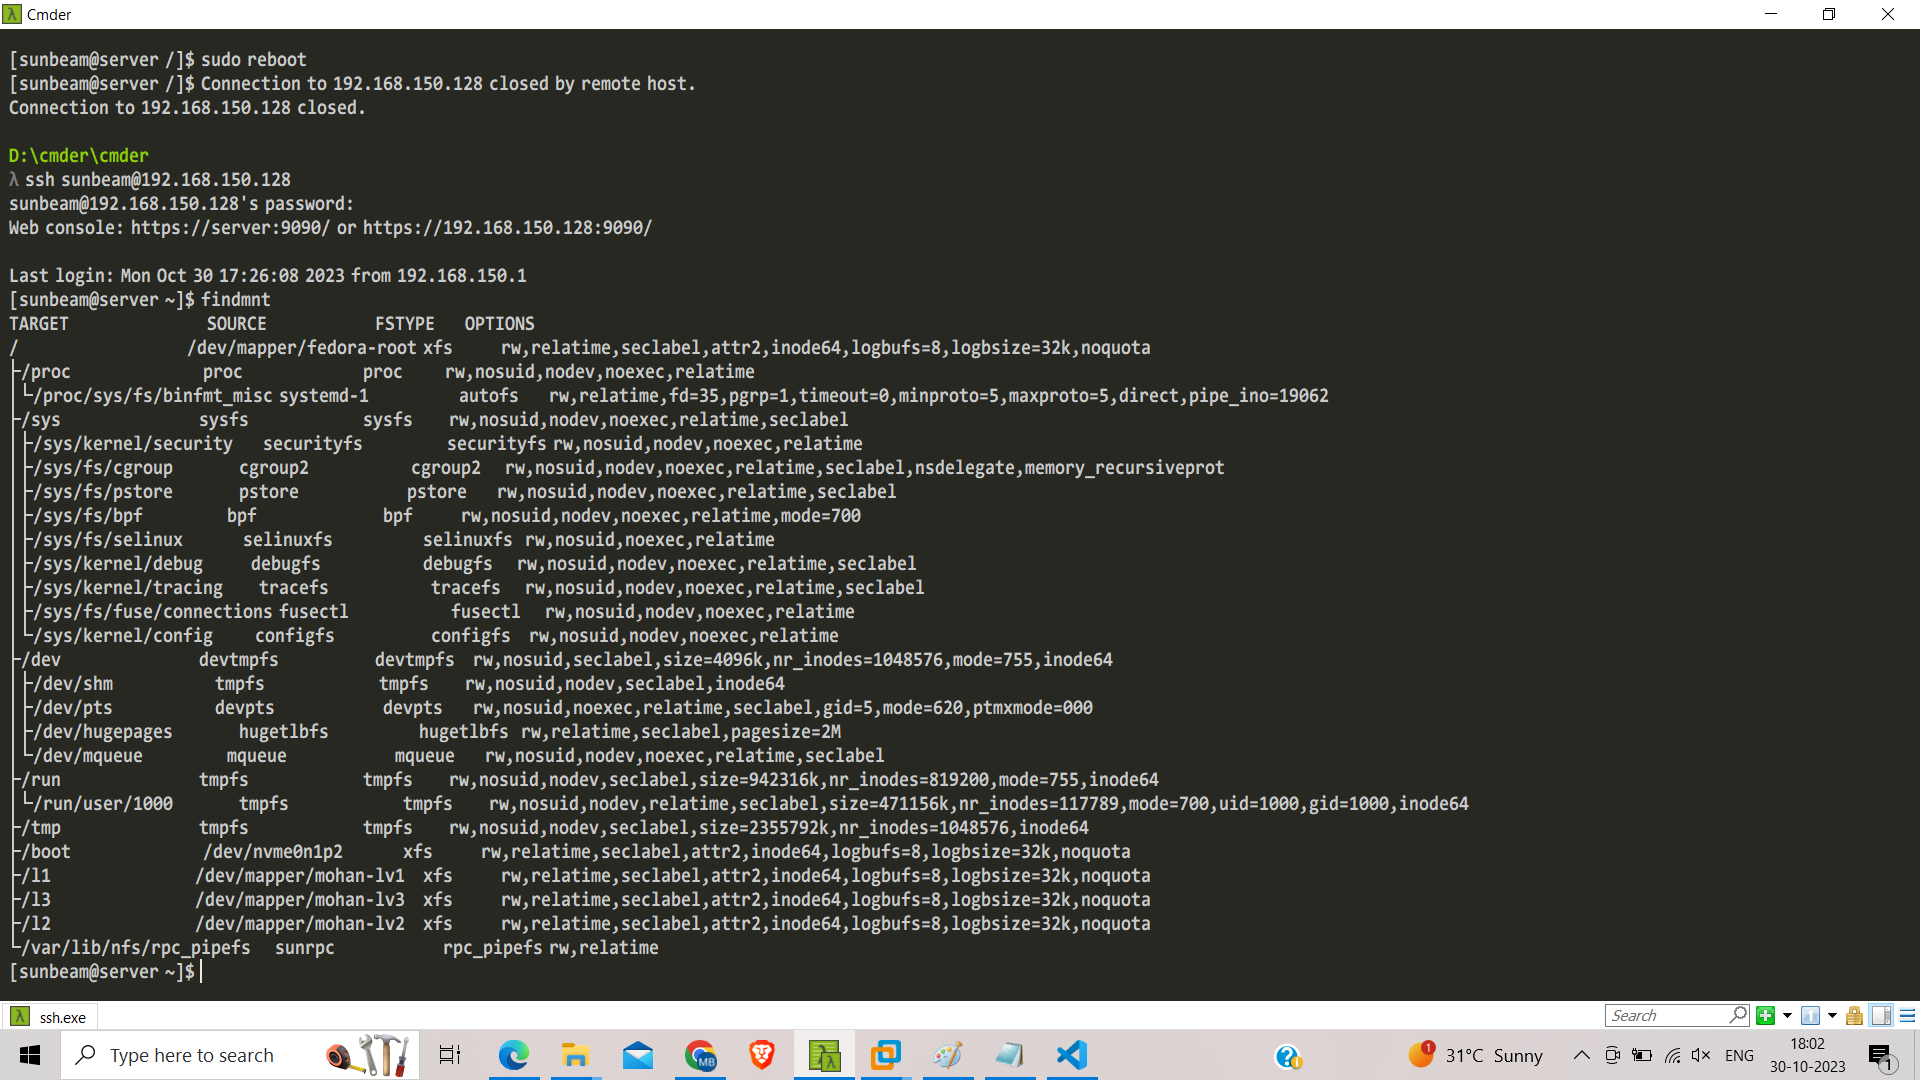 Cmder
[sunbeam@server /]$ sudo reboot
[sunbeam@server /]$ Connection to 192.168.150.128 closed by remote host.
Connection to 192.168.150.128 closed.
D:\cmder\cmder
λ ssh sunbeam@192.168.150.128
sunbeam@192.168.150.128's password:
Web console: https://server:9090/ or https://192.168.150.128:9090/
Last login: Mon Oct 30 17:26:08 2023 from 192.168.150.1
[sunbeam@server ~]$ findmnt
TARGET SOURCE FSTYPE OPTIONS
/ /dev/mapper/fedora-root xfs rw,relatime,seclabel,attr2,inode64,logbufs=8,logbsize=32k,noquota
├─/proc proc proc rw,nosuid,nodev,noexec,relatime
│ └─/proc/sys/fs/binfmt_misc systemd-1 autofs rw,relatime,fd=35,pgrp=1,timeout=0,minproto=5,maxproto=5,direct,pipe_ino=19062
├─/sys sysfs sysfs rw,nosuid,nodev,noexec,relatime,seclabel
│ ├─/sys/kernel/security securityfs securityfs rw,nosuid,nodev,noexec,relatime
│ ├─/sys/fs/cgroup cgroup2 cgroup2 rw,nosuid,nodev,noexec,relatime,seclabel,nsdelegate,memory_recursiveprot
│ ├─/sys/fs/pstore pstore pstore rw,nosuid,nodev,noexec,relatime,seclabel
│ ├─/sys/fs/bpf bpf bpf rw,nosuid,nodev,noexec,relatime,mode=700
│ ├─/sys/fs/selinux selinuxfs selinuxfs rw,nosuid,noexec,relatime
│ ├─/sys/kernel/debug debugfs debugfs rw,nosuid,nodev,noexec,relatime,seclabel
│ ├─/sys/kernel/tracing tracefs tracefs rw,nosuid,nodev,noexec,relatime,seclabel
│ ├─/sys/fs/fuse/connections fusectl fusectl rw,nosuid,nodev,noexec,relatime
│ └─/sys/kernel/config configfs configfs rw,nosuid,nodev,noexec,relatime
├─/dev devtmpfs devtmpfs rw,nosuid,seclabel,size=4096k,nr_inodes=1048576,mode=755,inode64
│ ├─/dev/shm tmpfs tmpfs rw,nosuid,nodev,seclabel,inode64
│ ├─/dev/pts devpts devpts rw,nosuid,noexec,relatime,seclabel,gid=5,mode=620,ptmxmode=000
│ ├─/dev/hugepages hugetlbfs hugetlbfs rw,relatime,seclabel,pagesize=2M
│ └─/dev/mqueue mqueue mqueue rw,nosuid,nodev,noexec,relatime,seclabel
├─/run tmpfs tmpfs rw,nosuid,nodev,seclabel,size=942316k,nr_inodes=819200,mode=755,inode64
│ └─/run/user/1000 tmpfs tmpfs rw,nosuid,nodev,relatime,seclabel,size=471156k,nr_inodes=117789,mode=700,uid=1000,gid=1000,inode64
├─/tmp tmpfs tmpfs rw,nosuid,nodev,seclabel,size=2355792k,nr_inodes=1048576,inode64
├─/boot /dev/nvme0n1p2 xfs rw,relatime,seclabel,attr2,inode64,logbufs=8,logbsize=32k,noquota
├─/l1 /dev/mapper/mohan-lv1 xfs rw,relatime,seclabel,attr2,inode64,logbufs=8,logbsize=32k,noquota
├─/l3 /dev/mapper/mohan-lv3 xfs rw,relatime,seclabel,attr2,inode64,logbufs=8,logbsize=32k,noquota
├─/l2 /dev/mapper/mohan-lv2 xfs rw,relatime,seclabel,attr2,inode64,logbufs=8,logbsize=32k,noquota
└─/var/lib/nfs/rpc_pipefs sunrpc rpc_pipefs rw,relatime
[sunbeam@server ~]$
ssh.exe
Search
Type here to search
MB
1
31°C Sunny
ENG
18:02
30-10-2023
1